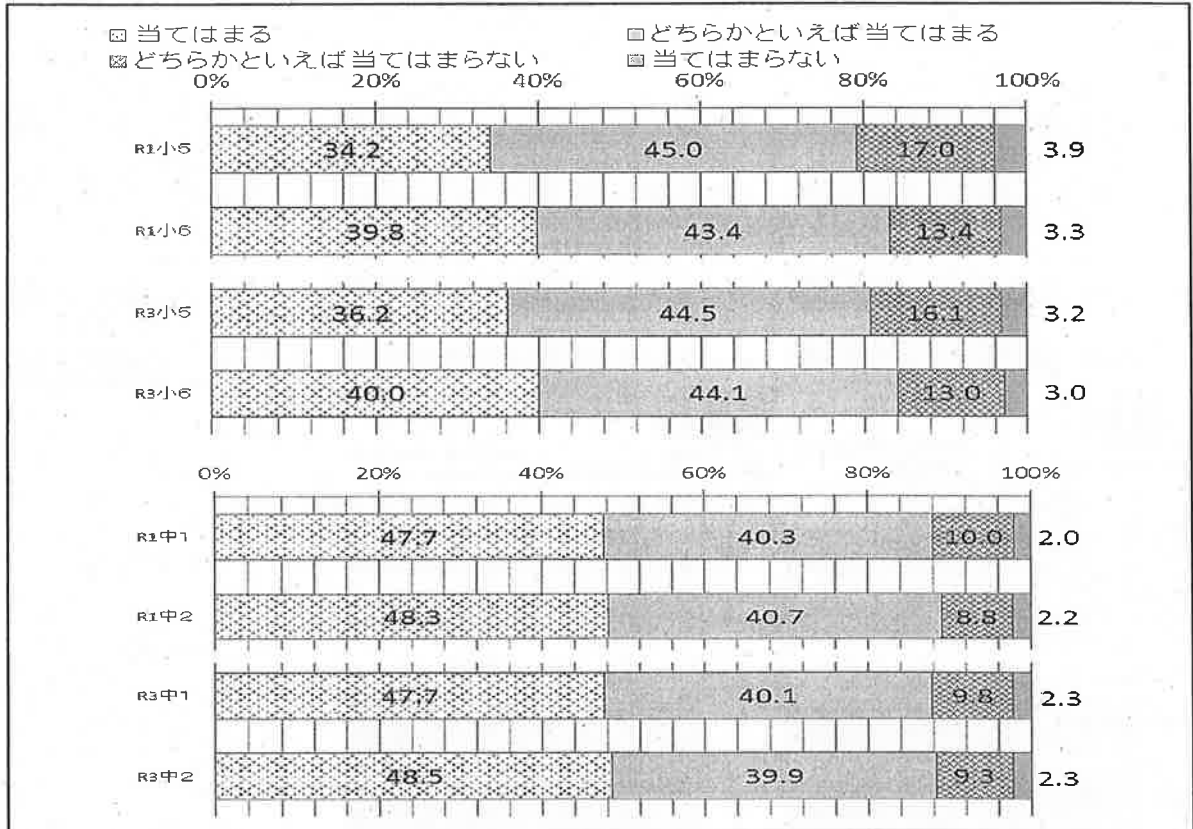 当てはまる どちらかといえば当てはまる
どちらかといえば当てはまらない 当てはまらない
0% 20% 40% 60% 80% 100%
R1小5 34.2 45.0 17.0 3.9
R1小6 39.8 43.4 13.4 3.3
R3小5 36.2 44.5 16.1 3.2
R3小6 40.0 44.1 13.0 3.0
0% 20% 40% 60% 80% 100%
R1中1 47.7 40.3 10.0 2.0
R1中2 48.3 40.7 8.8 2.2
R3中1 47.7 40.1 9.8 2.3
R3中2 48.5 39.9 9.3 2.3